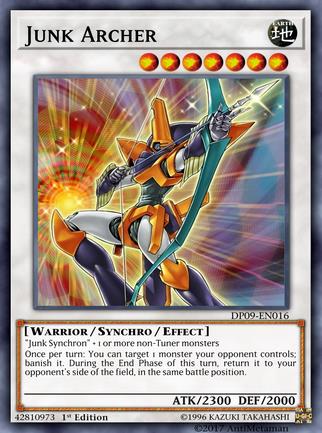 JUNK ARCHER
EARTH
地
DP09-EN016
[WARRIOR / SYNCHRO / EFFECT]
"Junk Synchron" + 1 or more non-Tuner monsters
Once per turn: You can target 1 monster your opponent controls;
banish it. During the End Phase of this turn, return it to your
opponent's side of the field, in the same battle position.
ATK/2300 DEF/2000
42810973 1st Edition ©1996 KAZUKI TAKAHASHI
©2017 AntiMetaman